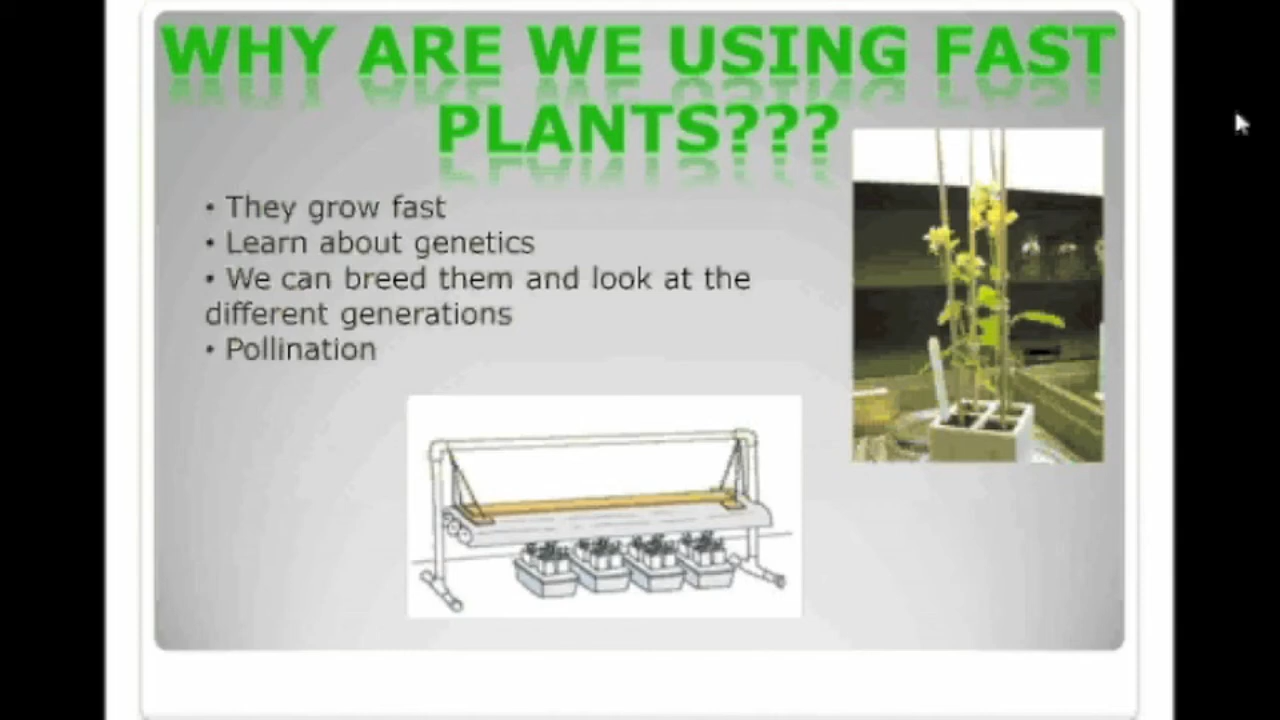 WHY ARE WE USING FAST
PLANTS???
• They grow fast
• Learn about genetics
• We can breed them and look at the
different generations
• Pollination